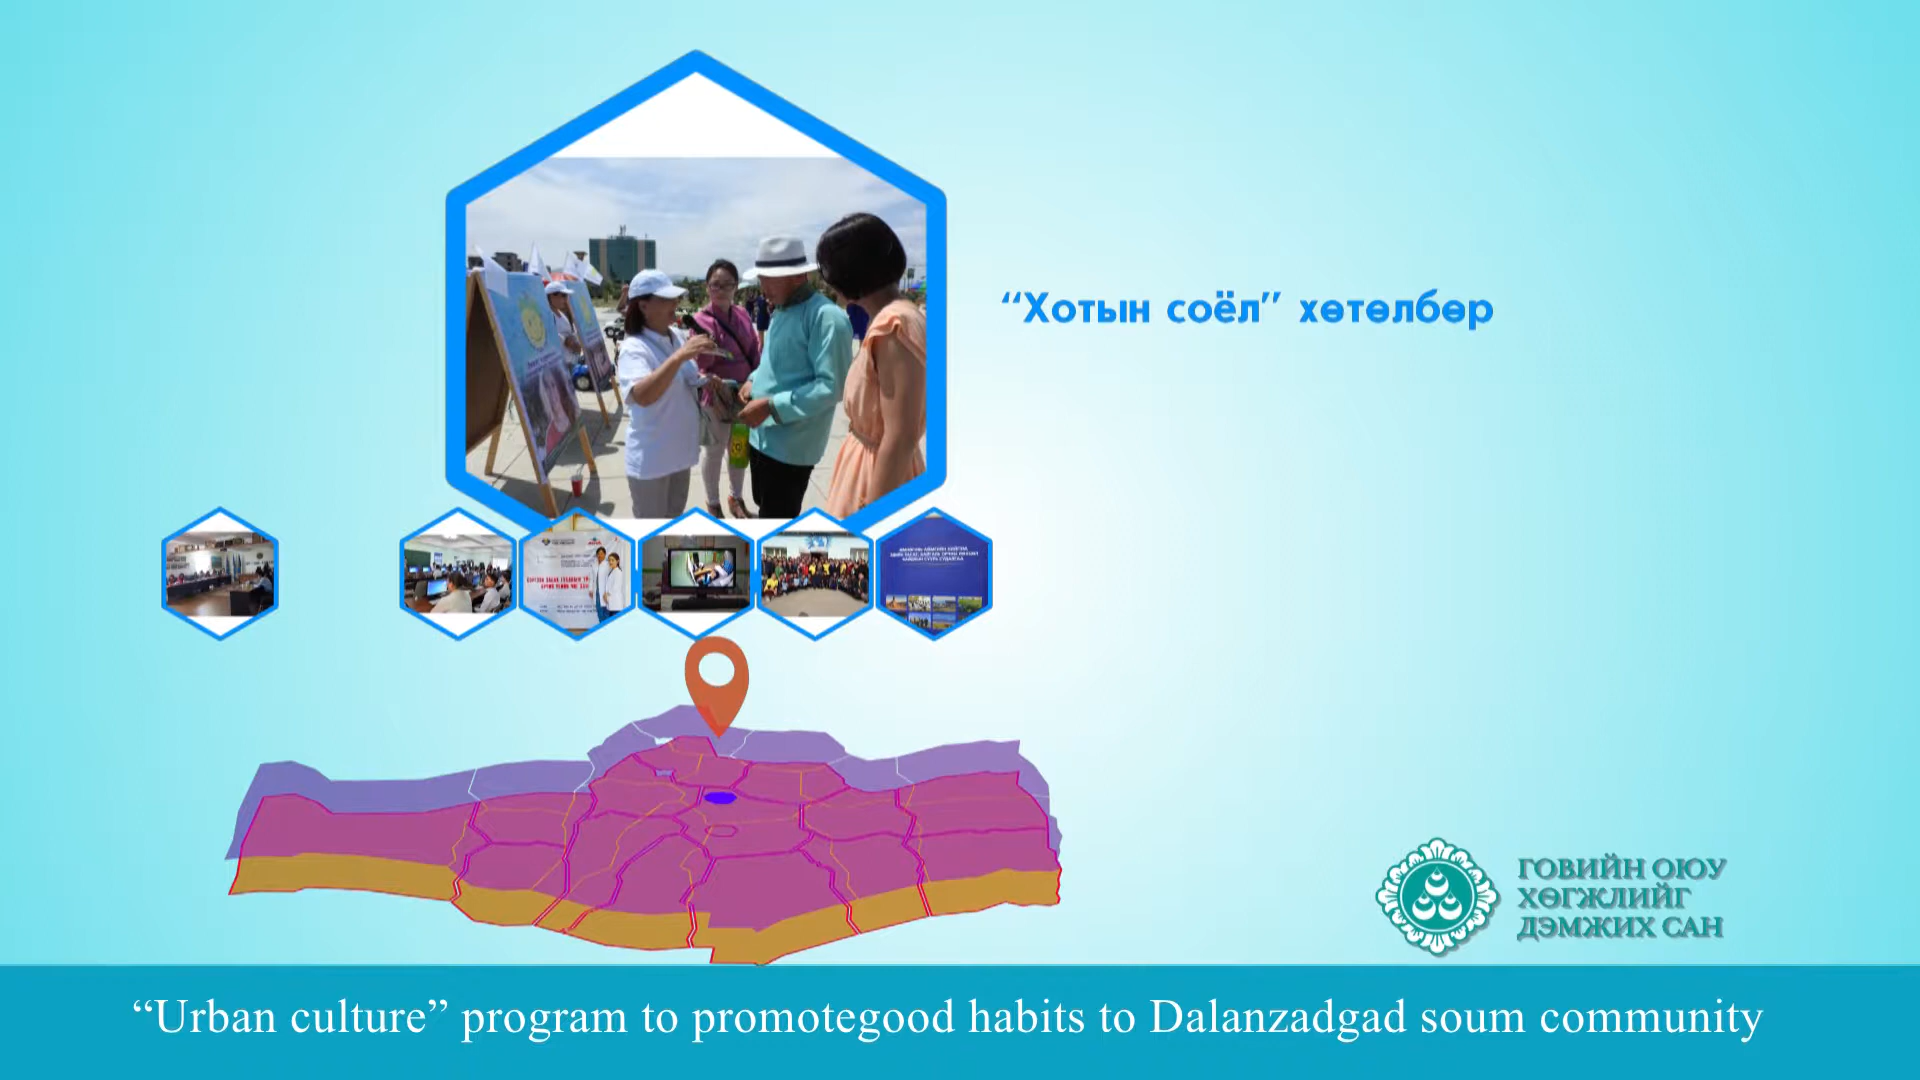 “Хотын соёл” хөтөлбөр
ГОВИЙН ОЮУ
ХӨГЖЛИЙГ
ДЭМЖИХ САН
“Urban culture” program to promotegood habits to Dalanzadgad soum community